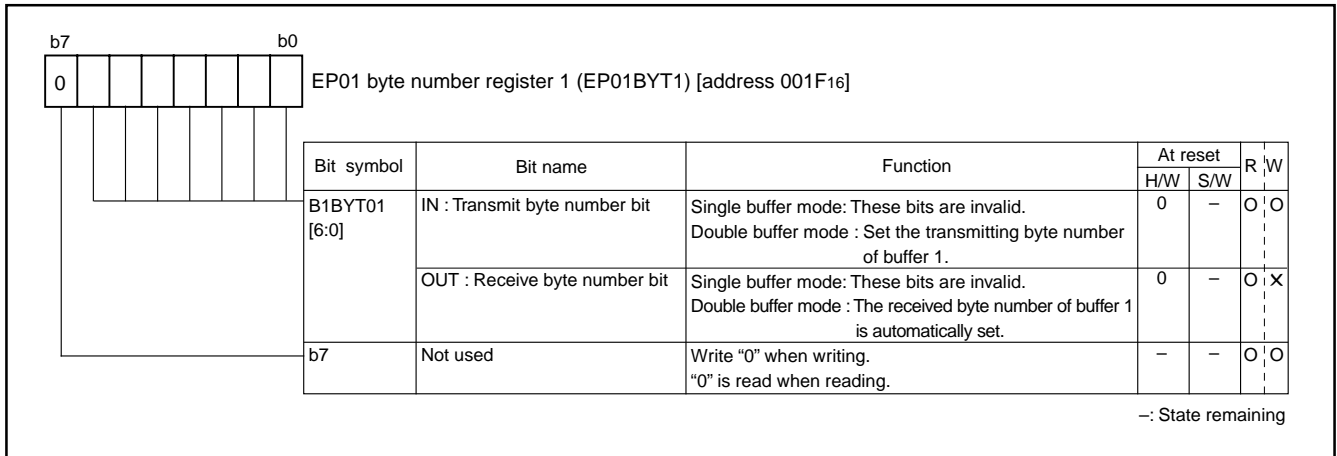 b7 b0
0 EP01 byte number register 1 (EP01BYT1) [address 001F16]
Bit symbol Bit name Function At reset R W
H/W S/W
B1BYT01 IN : Transmit byte number bit Single buffer mode: These bits are invalid. 0 – O O
[6:0] Double buffer mode : Set the transmitting byte number
of buffer 1.
OUT : Receive byte number bit Single buffer mode: These bits are invalid. 0 – O ×
Double buffer mode : The received byte number of buffer 1
is automatically set.
b7 Not used Write “0” when writing. – – O O
“0” is read when reading.
–: State remaining